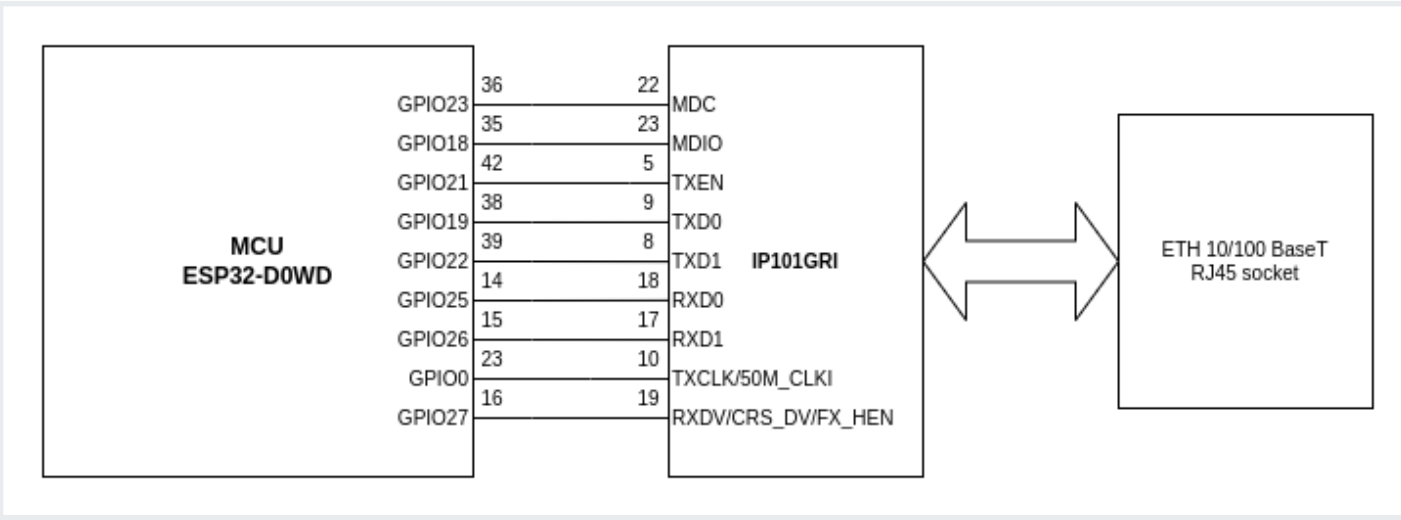 36 22
GPIO23 MDC
35 23
GPIO18 MDIO
42 5
GPIO21 TXEN
38 9
GPIO19 TXD0
39 8
MCU
ESP32-D0WD
GPIO22 TXD1 IP101GRI
ETH 10/100 BaseT
RJ45 socket
14 18
GPIO25 RXD0
15 17
GPIO26 RXD1
23 10
GPIO0 TXCLK/50M_CLKI
16 19
GPIO27 RXDV/CRS_DV/FX_HEN